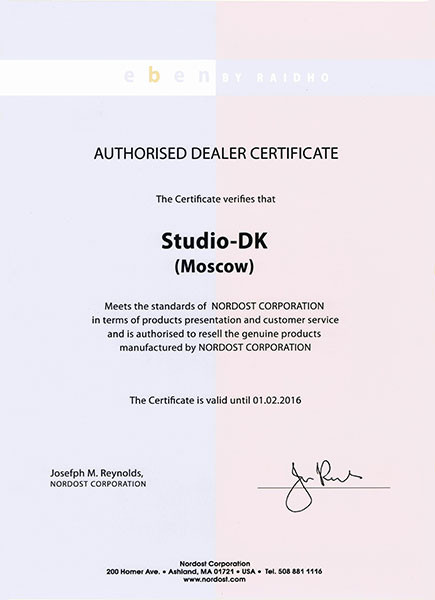 eben BY RAIDHO
AUTHORISED DEALER CERTIFICATE
The Certificate verifies that
Studio-DK
(Moscow)
Meets the standards of NORDOST CORPORATION
in terms of products presentation and customer service
and is authorised to resell the genuine products
manufactured by NORDOST CORPORATION
The Certificate is valid until 01.02.2016
Josefph M. Reynolds,
NORDOST CORPORATION
Nordost Corporation
200 Homer Ave. • Ashland, MA 01721 • USA • Tel. 508 881 1116
www.nordost.com